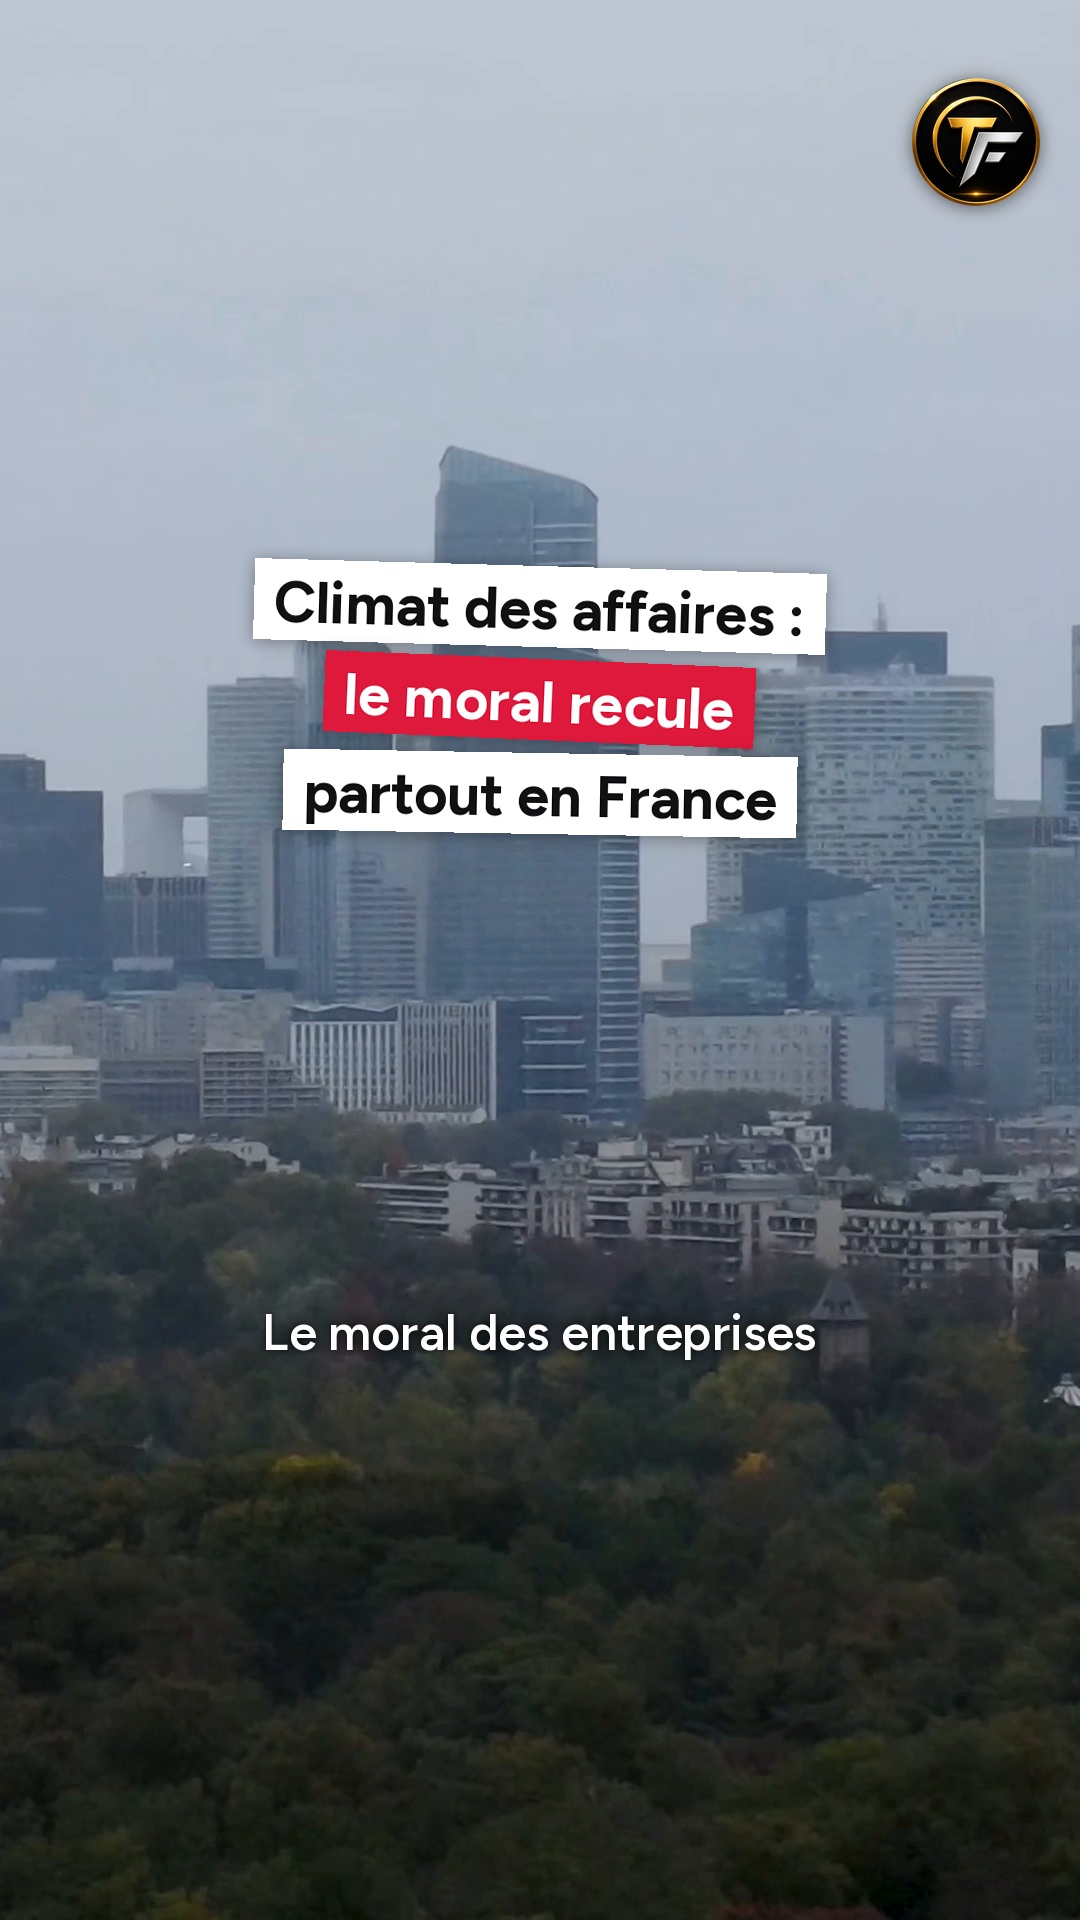 TF
Climat des affaires :
le moral recule
partout en France
Le moral des entreprises